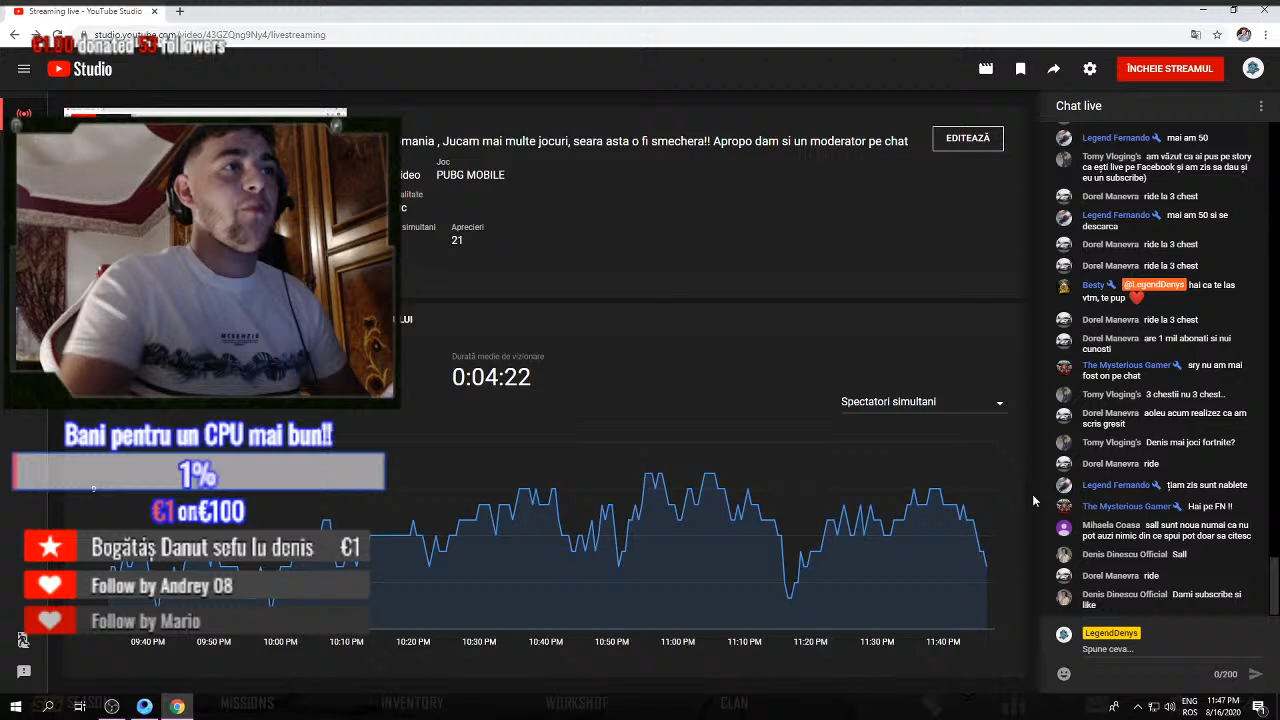 Streaming live - YouTube Studio
studio.youtube.com/video/43GZQng9Ny4/livestreaming
€1.00 donated 53 followers
Studio
ÎNCHEIE STREAMUL
mania , Jucam mai multe jocuri, seara asta o fi smechera!! Apropo dam si un moderator pe chat
EDITEAZĂ
Joc
ideo
PUBG MOBILE
alitate
c
simultani
Aprecieri
21
MCKENZIE
LUI
Durată medie de vizionare
0:04:22
Spectatori simultani
Bani pentru un CPU mai bun!!
1%
9
€1 on €100
Bogătáș Danut sefu lu denis €1
Follow by Andrey 08
Follow by Mario
09:40 PM 09:50 PM 10:00 PM 10:10 PM 10:20 PM 10:30 PM 10:40 PM 10:50 PM 11:00 PM 11:10 PM 11:20 PM 11:30 PM 11:40 PM
Chat live
Legend Fernando mai am 50
Tomy Vloging's am văzut ca ai pus pe story
ca ești live pe Facebook și am zis sa dau și
eu un subscribe)
Dorel Manevra ride la 3 chest
Legend Fernando mai am 50 si se
descarca
Dorel Manevra ride la 3 chest
Dorel Manevra ride la 3 chest
Besty @LegendDenys hai ca te las
vtm, te pup
Dorel Manevra ride la 3 chest
Dorel Manevra are 1 mil abonati si nui
cunosti
The Mysterious Gamer sry nu am mai
fost on pe chat
Tomy Vloging's 3 chestii nu 3 chest..
Dorel Manevra aoleu acum realizez ca am
scris gresit
Tomy Vloging's Denis mai joci fortnite?
Dorel Manevra ride
Legend Fernando țiam zis sunt nablete
The Mysterious Gamer Hai pe FN !!
Mihaela Coasa sall sunt noua numai ca nu
pot auzi nimic din ce spui pot doar sa citesc
Denis Dinescu Official Sall
Dorel Manevra ride
Denis Dinescu Official Dami subscribe si
like
LegendDenys
Spune ceva...
0/200
SEASON MISSIONS INVENTORY WORKSHOP CLAN
ENG
ROS
11:47 PM
8/16/2020